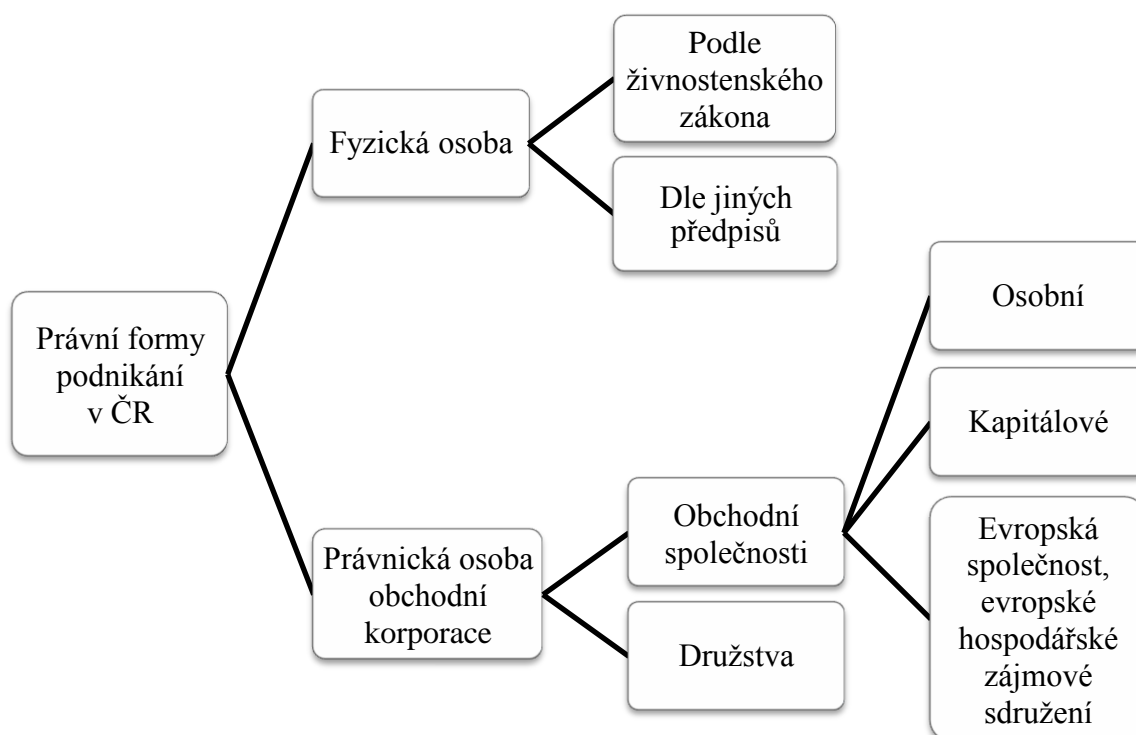 Právní formy
podnikání
v ČR
Fyzická osoba
Podle
živnostenského
zákona
Dle jiných
předpisů
Právnická osoba
obchodní
korporace
Obchodní
společnosti
Družstva
Osobní
Kapitálové
Evropská
společnost,
evropské
hospodářské
zájmové
sdružení